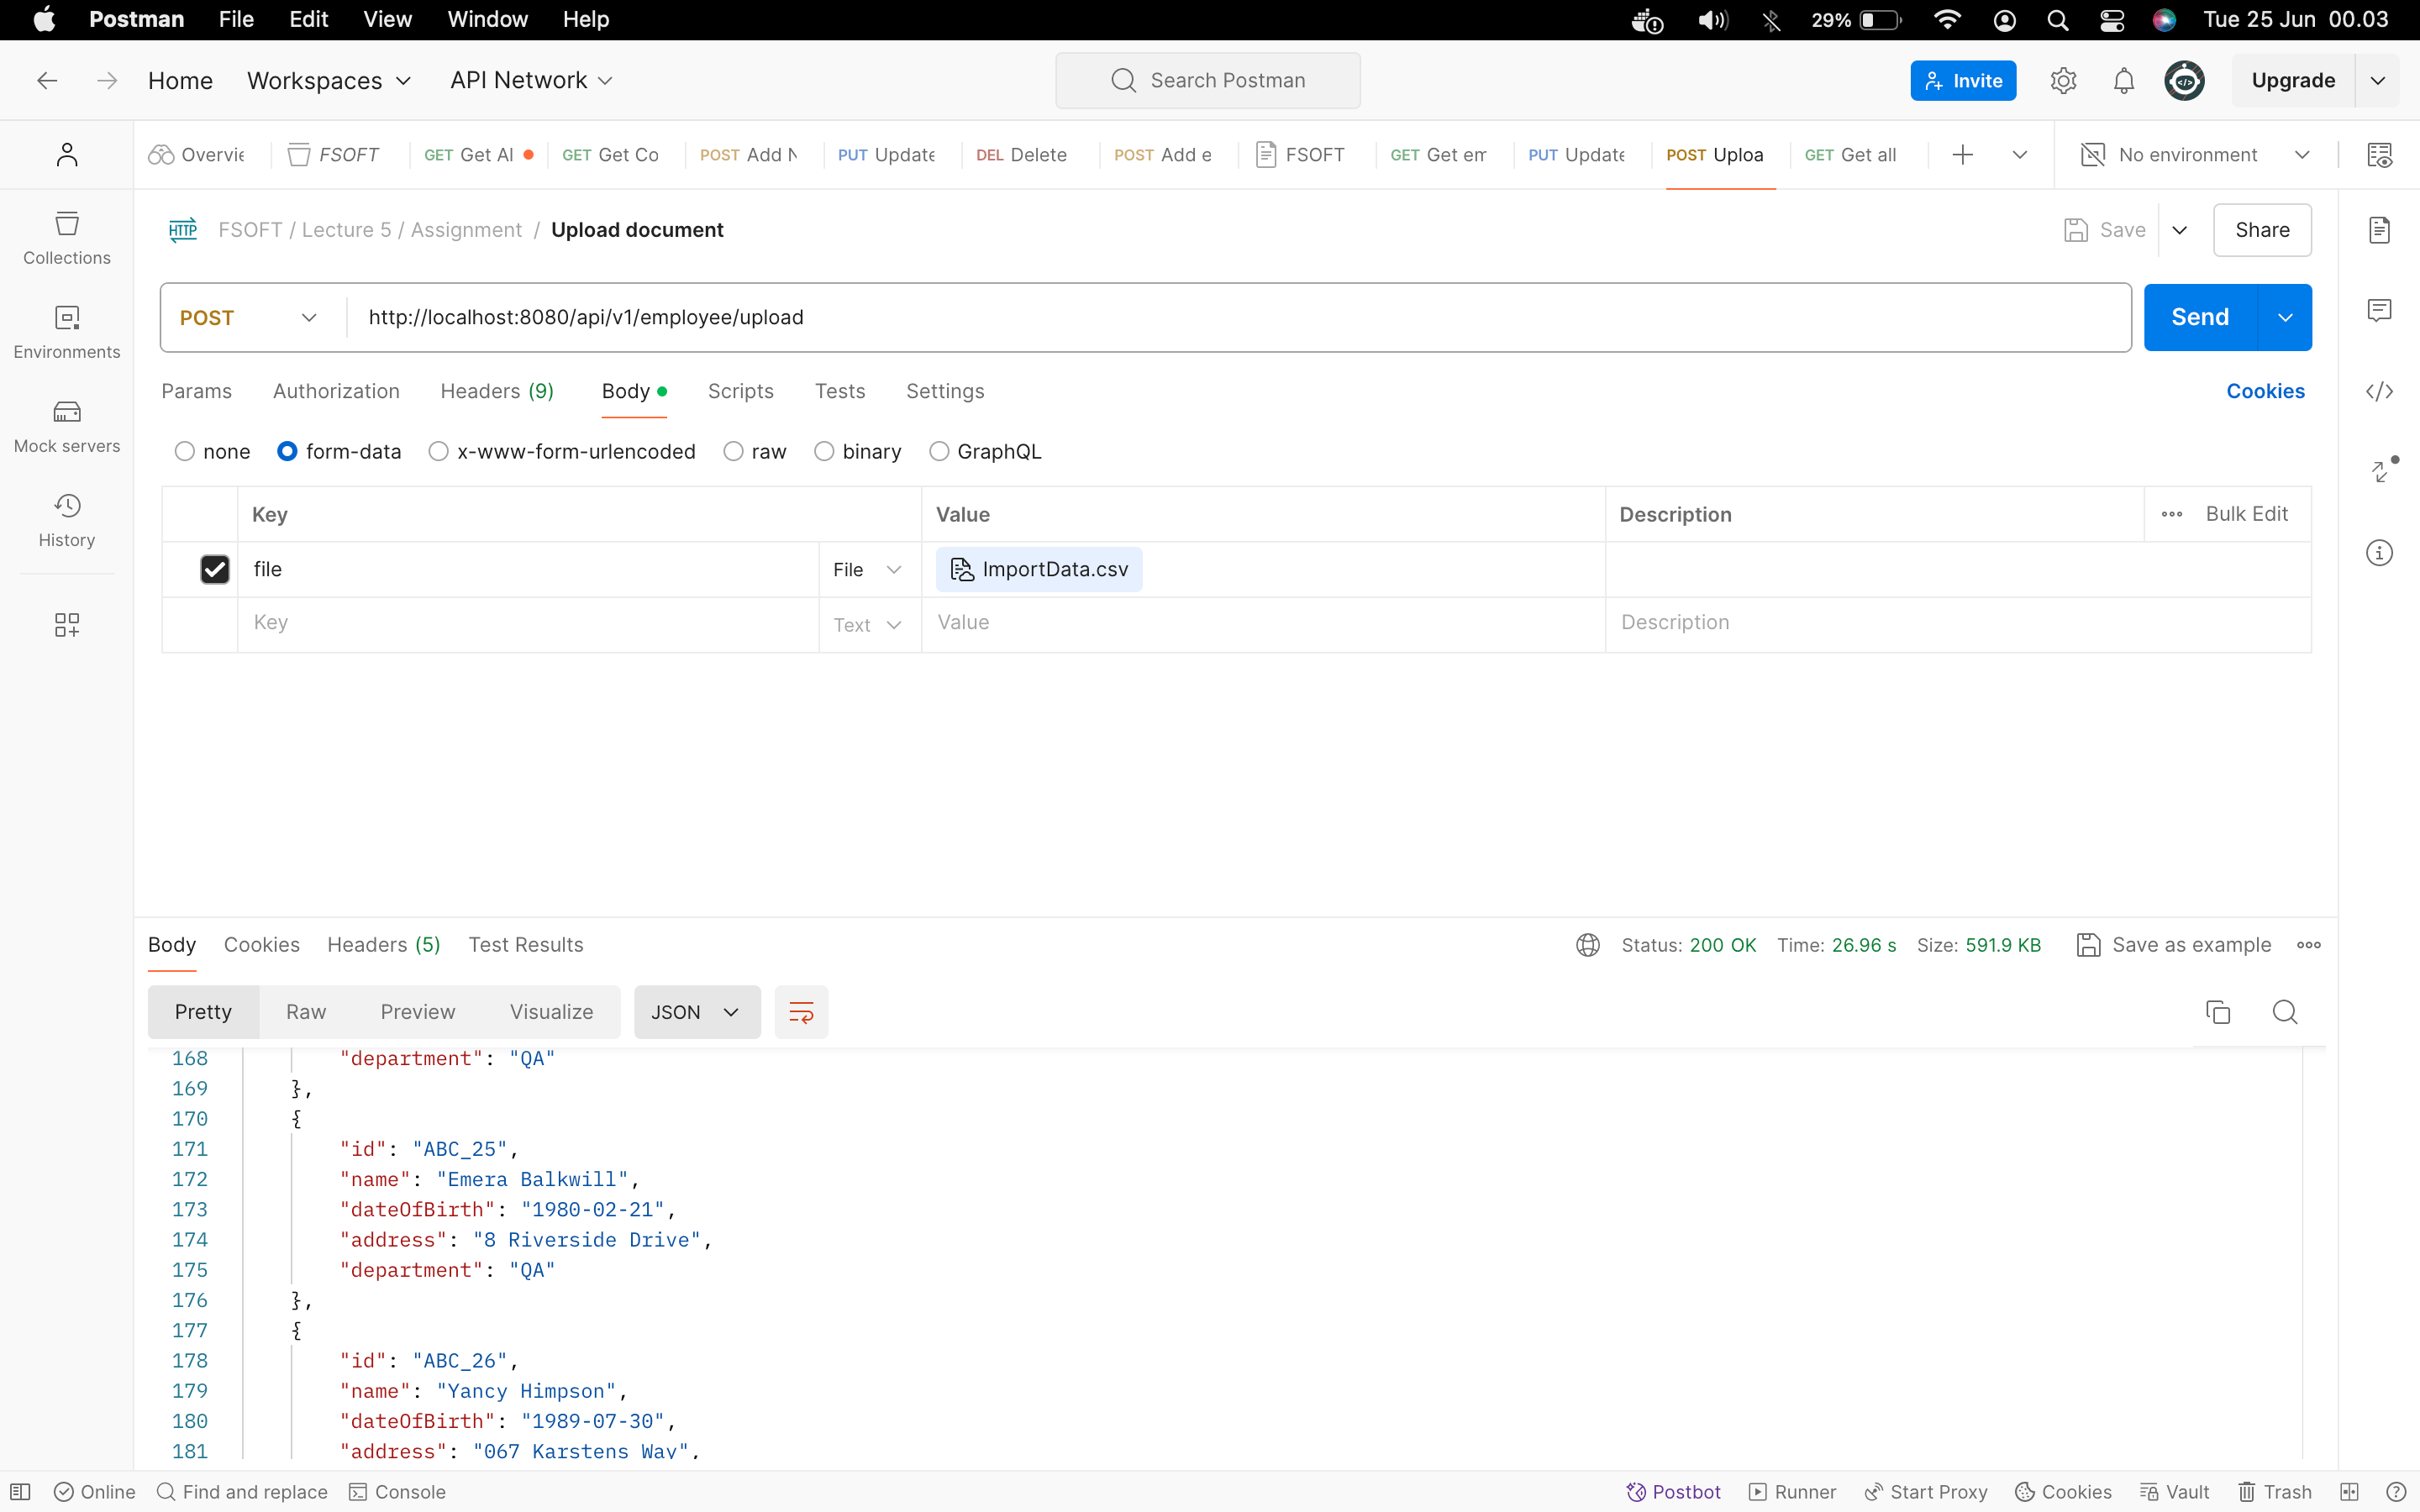 Postman File Edit View Window Help 29% Tue 25 Jun 00.03
Home Workspaces API Network Search Postman Invite Upgrade
Overvie FSOFT GET Get Al GET Get Co POST Add N PUT Update DEL Delete POST Add e FSOFT GET Get em PUT Update POST Uploa GET Get all No environment
HTTP FSOFT / Lecture 5 / Assignment / Upload document Save Share
Collections
Environments
Mock servers
History
POST http://localhost:8080/api/v1/employee/upload Send
Params Authorization Headers (9) Body Scripts Tests Settings Cookies
none form-data x-www-form-urlencoded raw binary GraphQL
Key Value Description Bulk Edit
file File ImportData.csv
Key Text Value Description
Body Cookies Headers (5) Test Results Status: 200 OK Time: 26.96 s Size: 591.9 KB Save as example
Pretty Raw Preview Visualize JSON
168 "department": "QA"
169 },
170 {
171 "id": "ABC_25",
172 "name": "Emera Balkwill",
173 "dateOfBirth": "1980-02-21",
174 "address": "8 Riverside Drive",
175 "department": "QA"
176 },
177 {
178 "id": "ABC_26",
179 "name": "Yancy Himpson",
180 "dateOfBirth": "1989-07-30",
181 "address": "067 Karstens Way",
Online Find and replace Console Postbot Runner Start Proxy Cookies Vault Trash